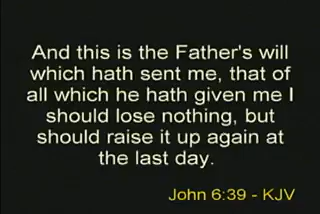 And this is the Father's will
which hath sent me, that of
all which he hath given me I
should lose nothing, but
should raise it up again at
the last day.
John 6:39 - KJV